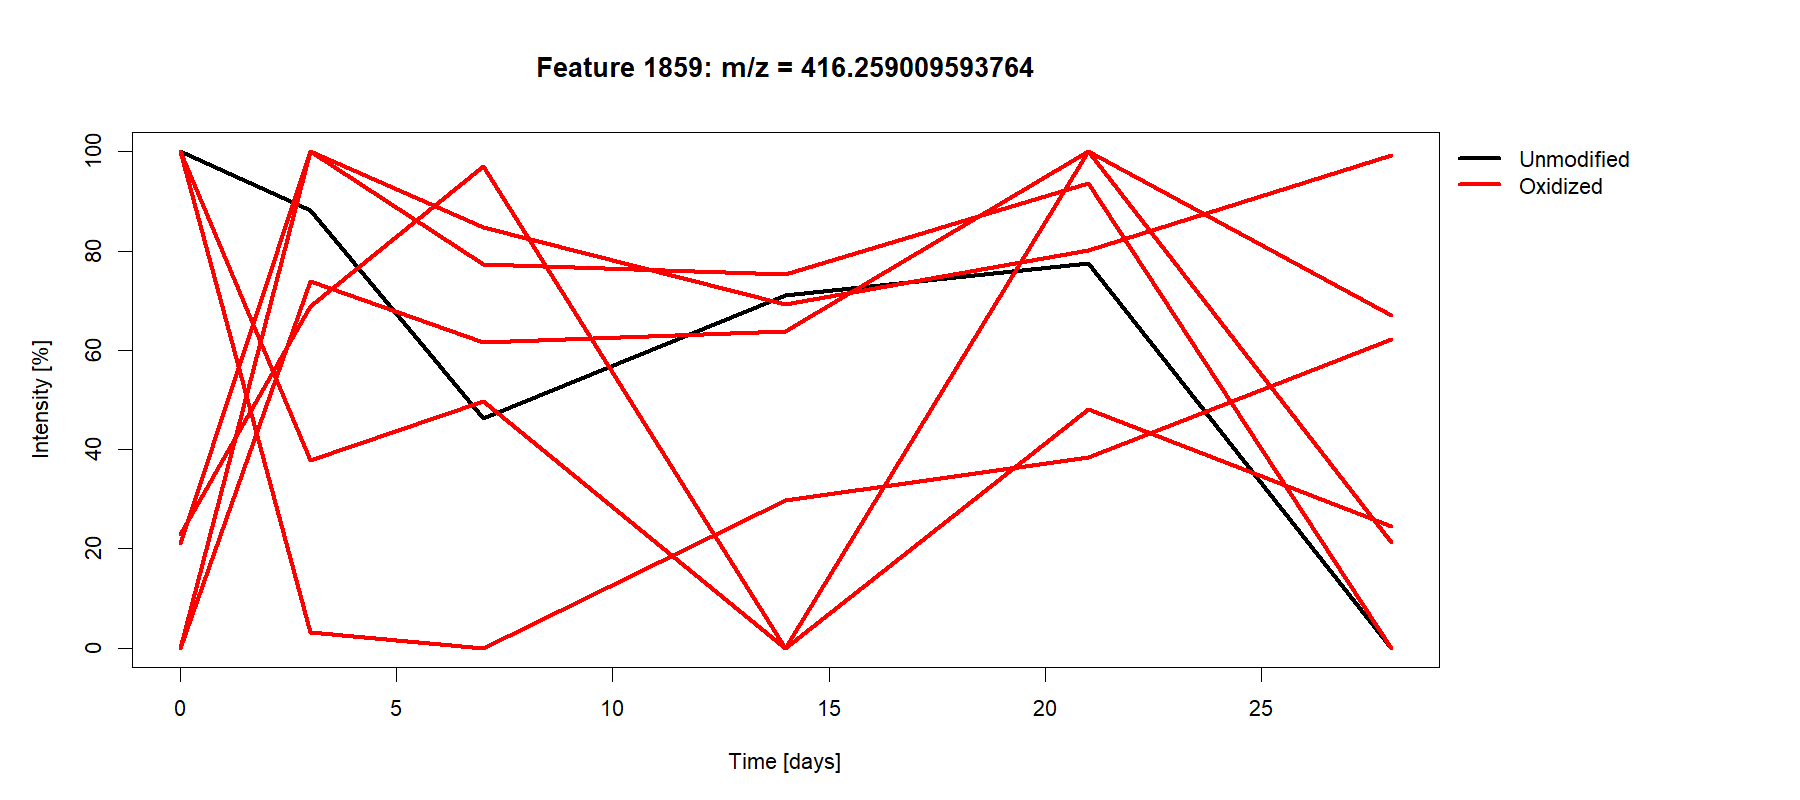 Feature 1859: m/z = 416.259009593764
Unmodified
Oxidized
100
80
60
40
20
0
Intensity [%]
0 5 10 15 20 25
Time [days]